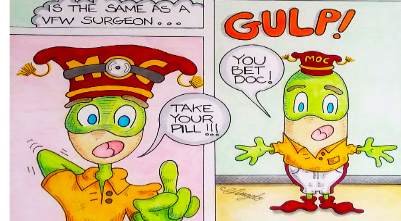 IS THE SAME AS A
VFW SURGEON...
TAKE
YOUR
PILL!!!
GULP!
YOU
BET
DOC!
MOC